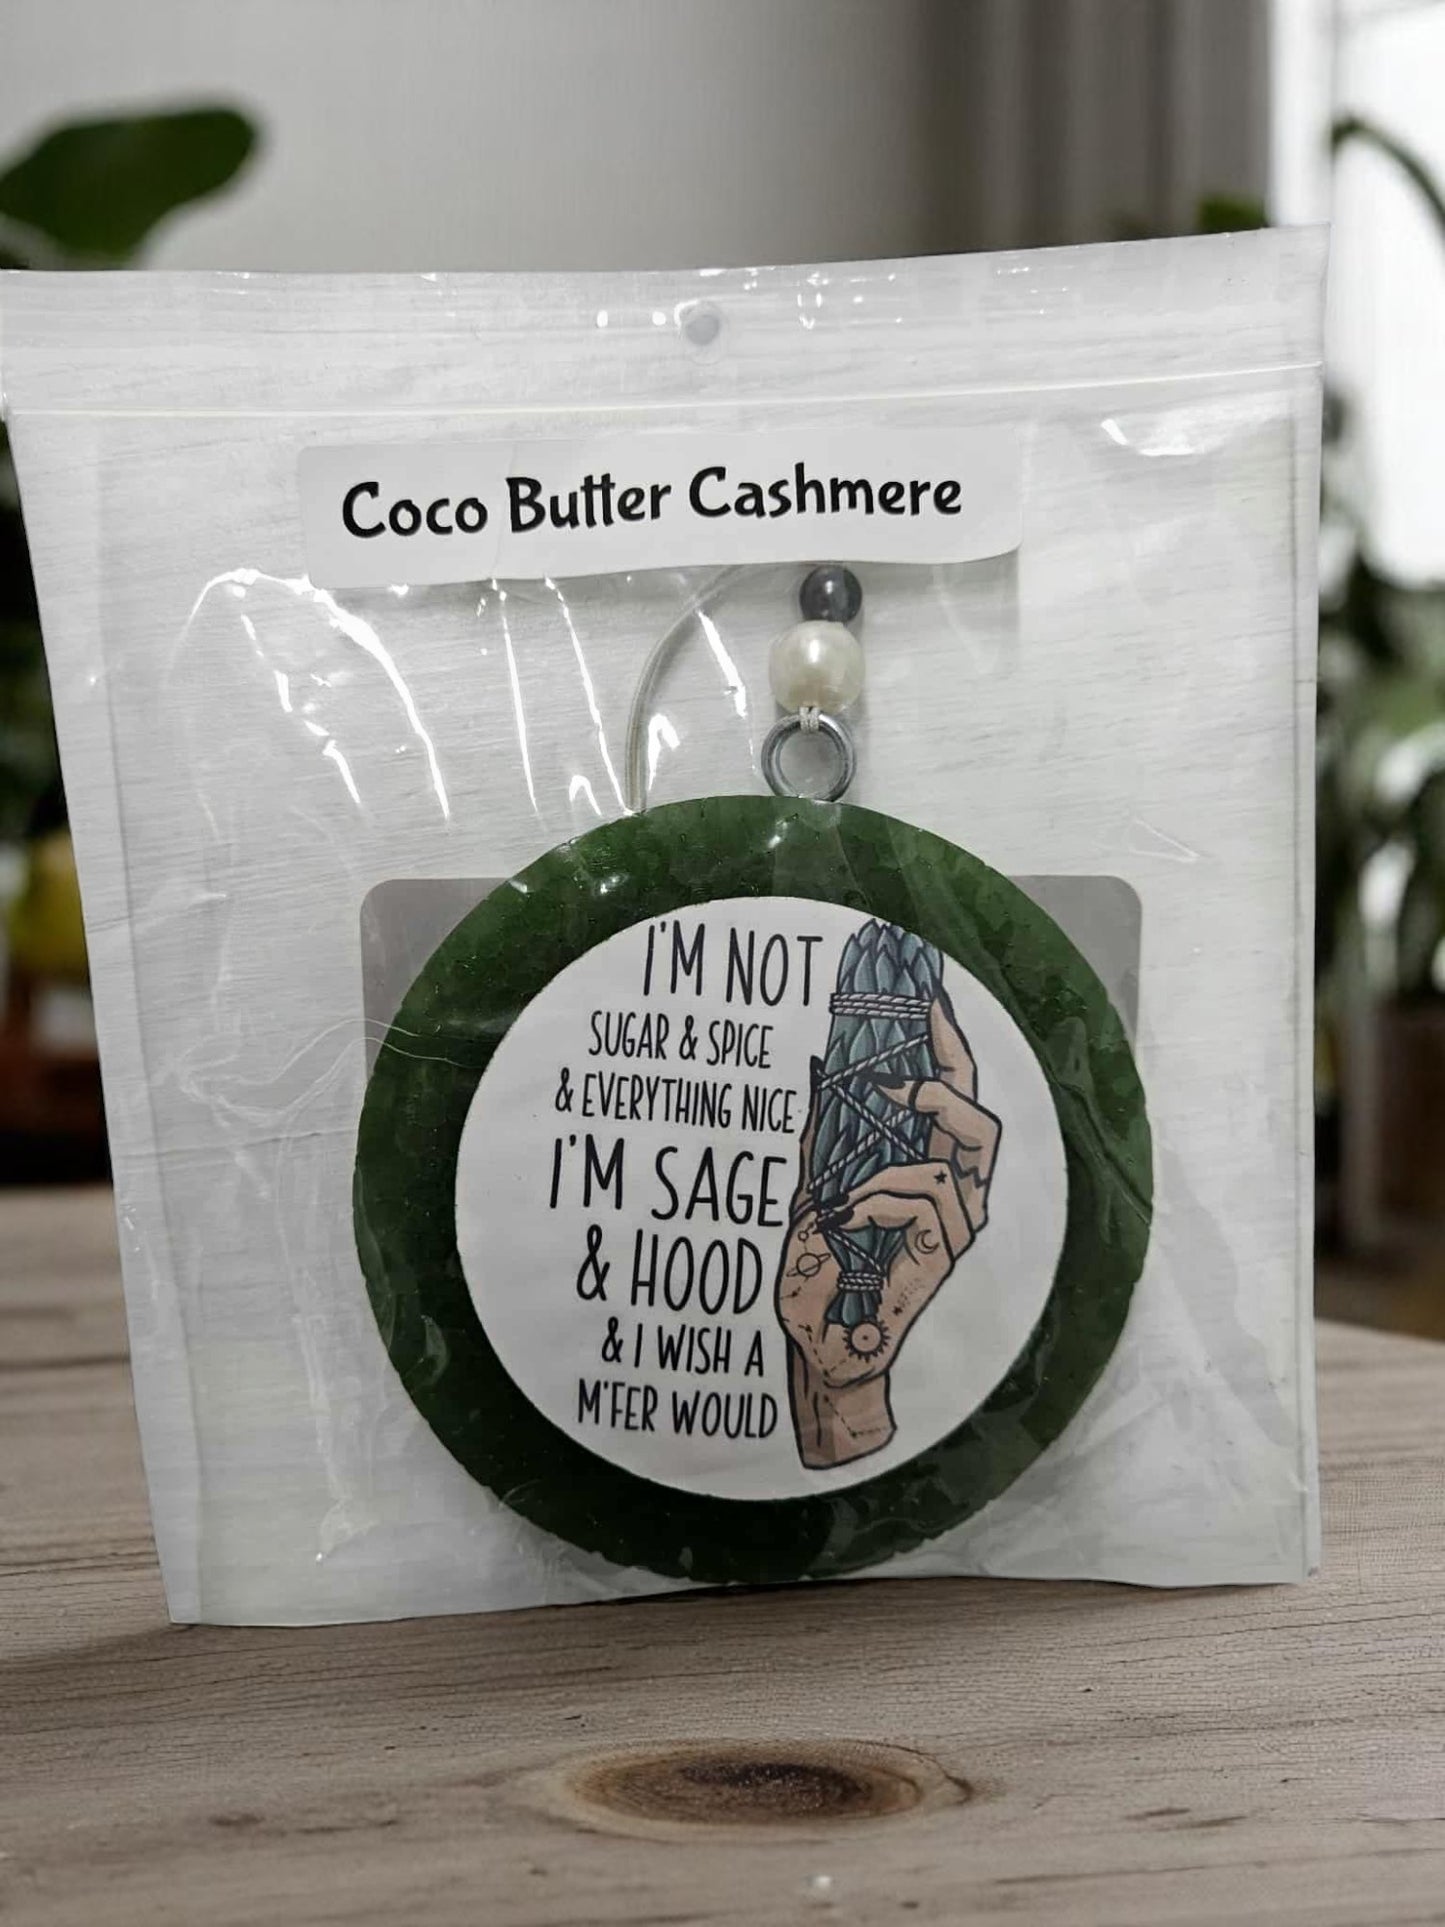 Coco Butter Cashmere
I'M NOT
SUGAR & SPICE
& EVERYTHING NICE
I'M SAGE
& HOOD
& I WISH A
M'FER WOULD